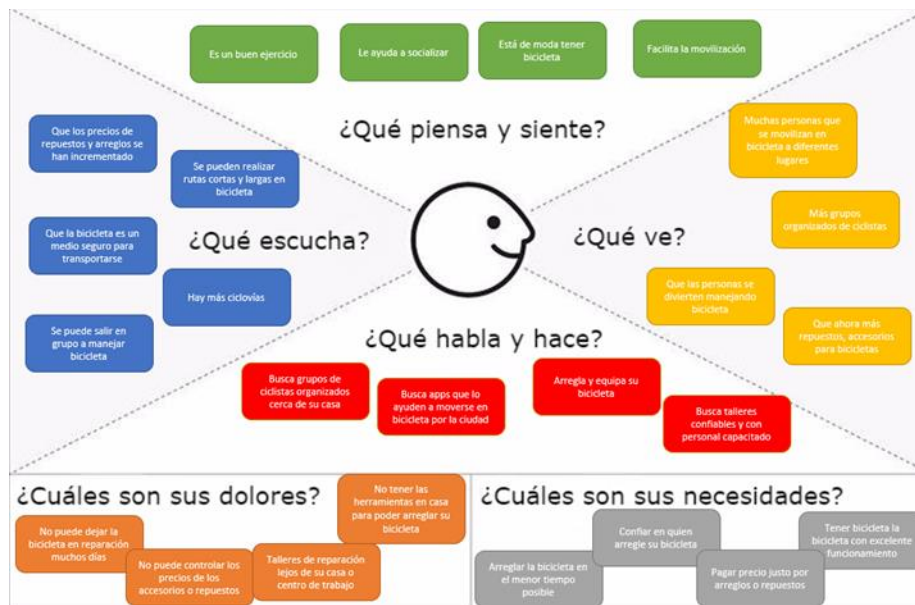 Es un buen ejercicio
Le ayuda a socializar
Está de moda tener
bicicleta
Facilita la movilización
¿Qué piensa y siente?
Que los precios de
repuestos y arreglos se
han incrementado
Se pueden realizar
rutas cortas y largas en
bicicleta
Que la bicicleta es un
medio seguro para
transportarse
¿Qué escucha?
Hay más ciclovías
Se puede salir en
grupo a manejar
bicicleta
Muchas personas que
se movilizan en
bicicleta a diferentes
lugares
Más grupos
organizados de ciclistas
¿Qué ve?
Que las personas se
divierten manejando
bicicleta
Que ahora más
repuestos, accesorios
para bicicletas
¿Qué habla y hace?
Busca grupos de
ciclistas organizados
cerca de su casa
Busca apps que lo
ayuden a moverse en
bicicleta por la ciudad
Arregla y equipa su
bicicleta
Busca talleres
confiables y con
personal capacitado
¿Cuáles son sus dolores?
No puede dejar la
bicicleta en reparación
muchos días
No puede controlar los
precios de los
accesorios o repuestos
Talleres de reparación
lejos de su casa o
centro de trabajo
No tener las
herramientas en casa
para poder arreglar su
bicicleta
¿Cuáles son sus necesidades?
Arreglar la bicicleta en
el menor tiempo
posible
Confiar en quien
arregle su bicicleta
Pagar precio justo por
arreglos o repuestos
Tener bicicleta la
bicicleta con excelente
funcionamiento